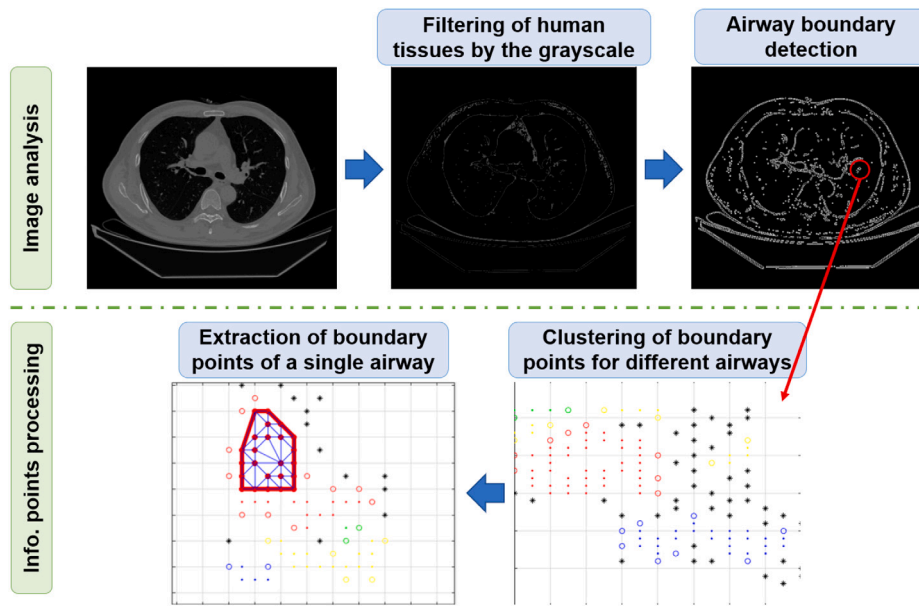 Image analysis
Filtering of human
tissues by the grayscale
Airway boundary
detection
Info. points processing
Extraction of boundary
points of a single airway
Clustering of boundary
points for different airways